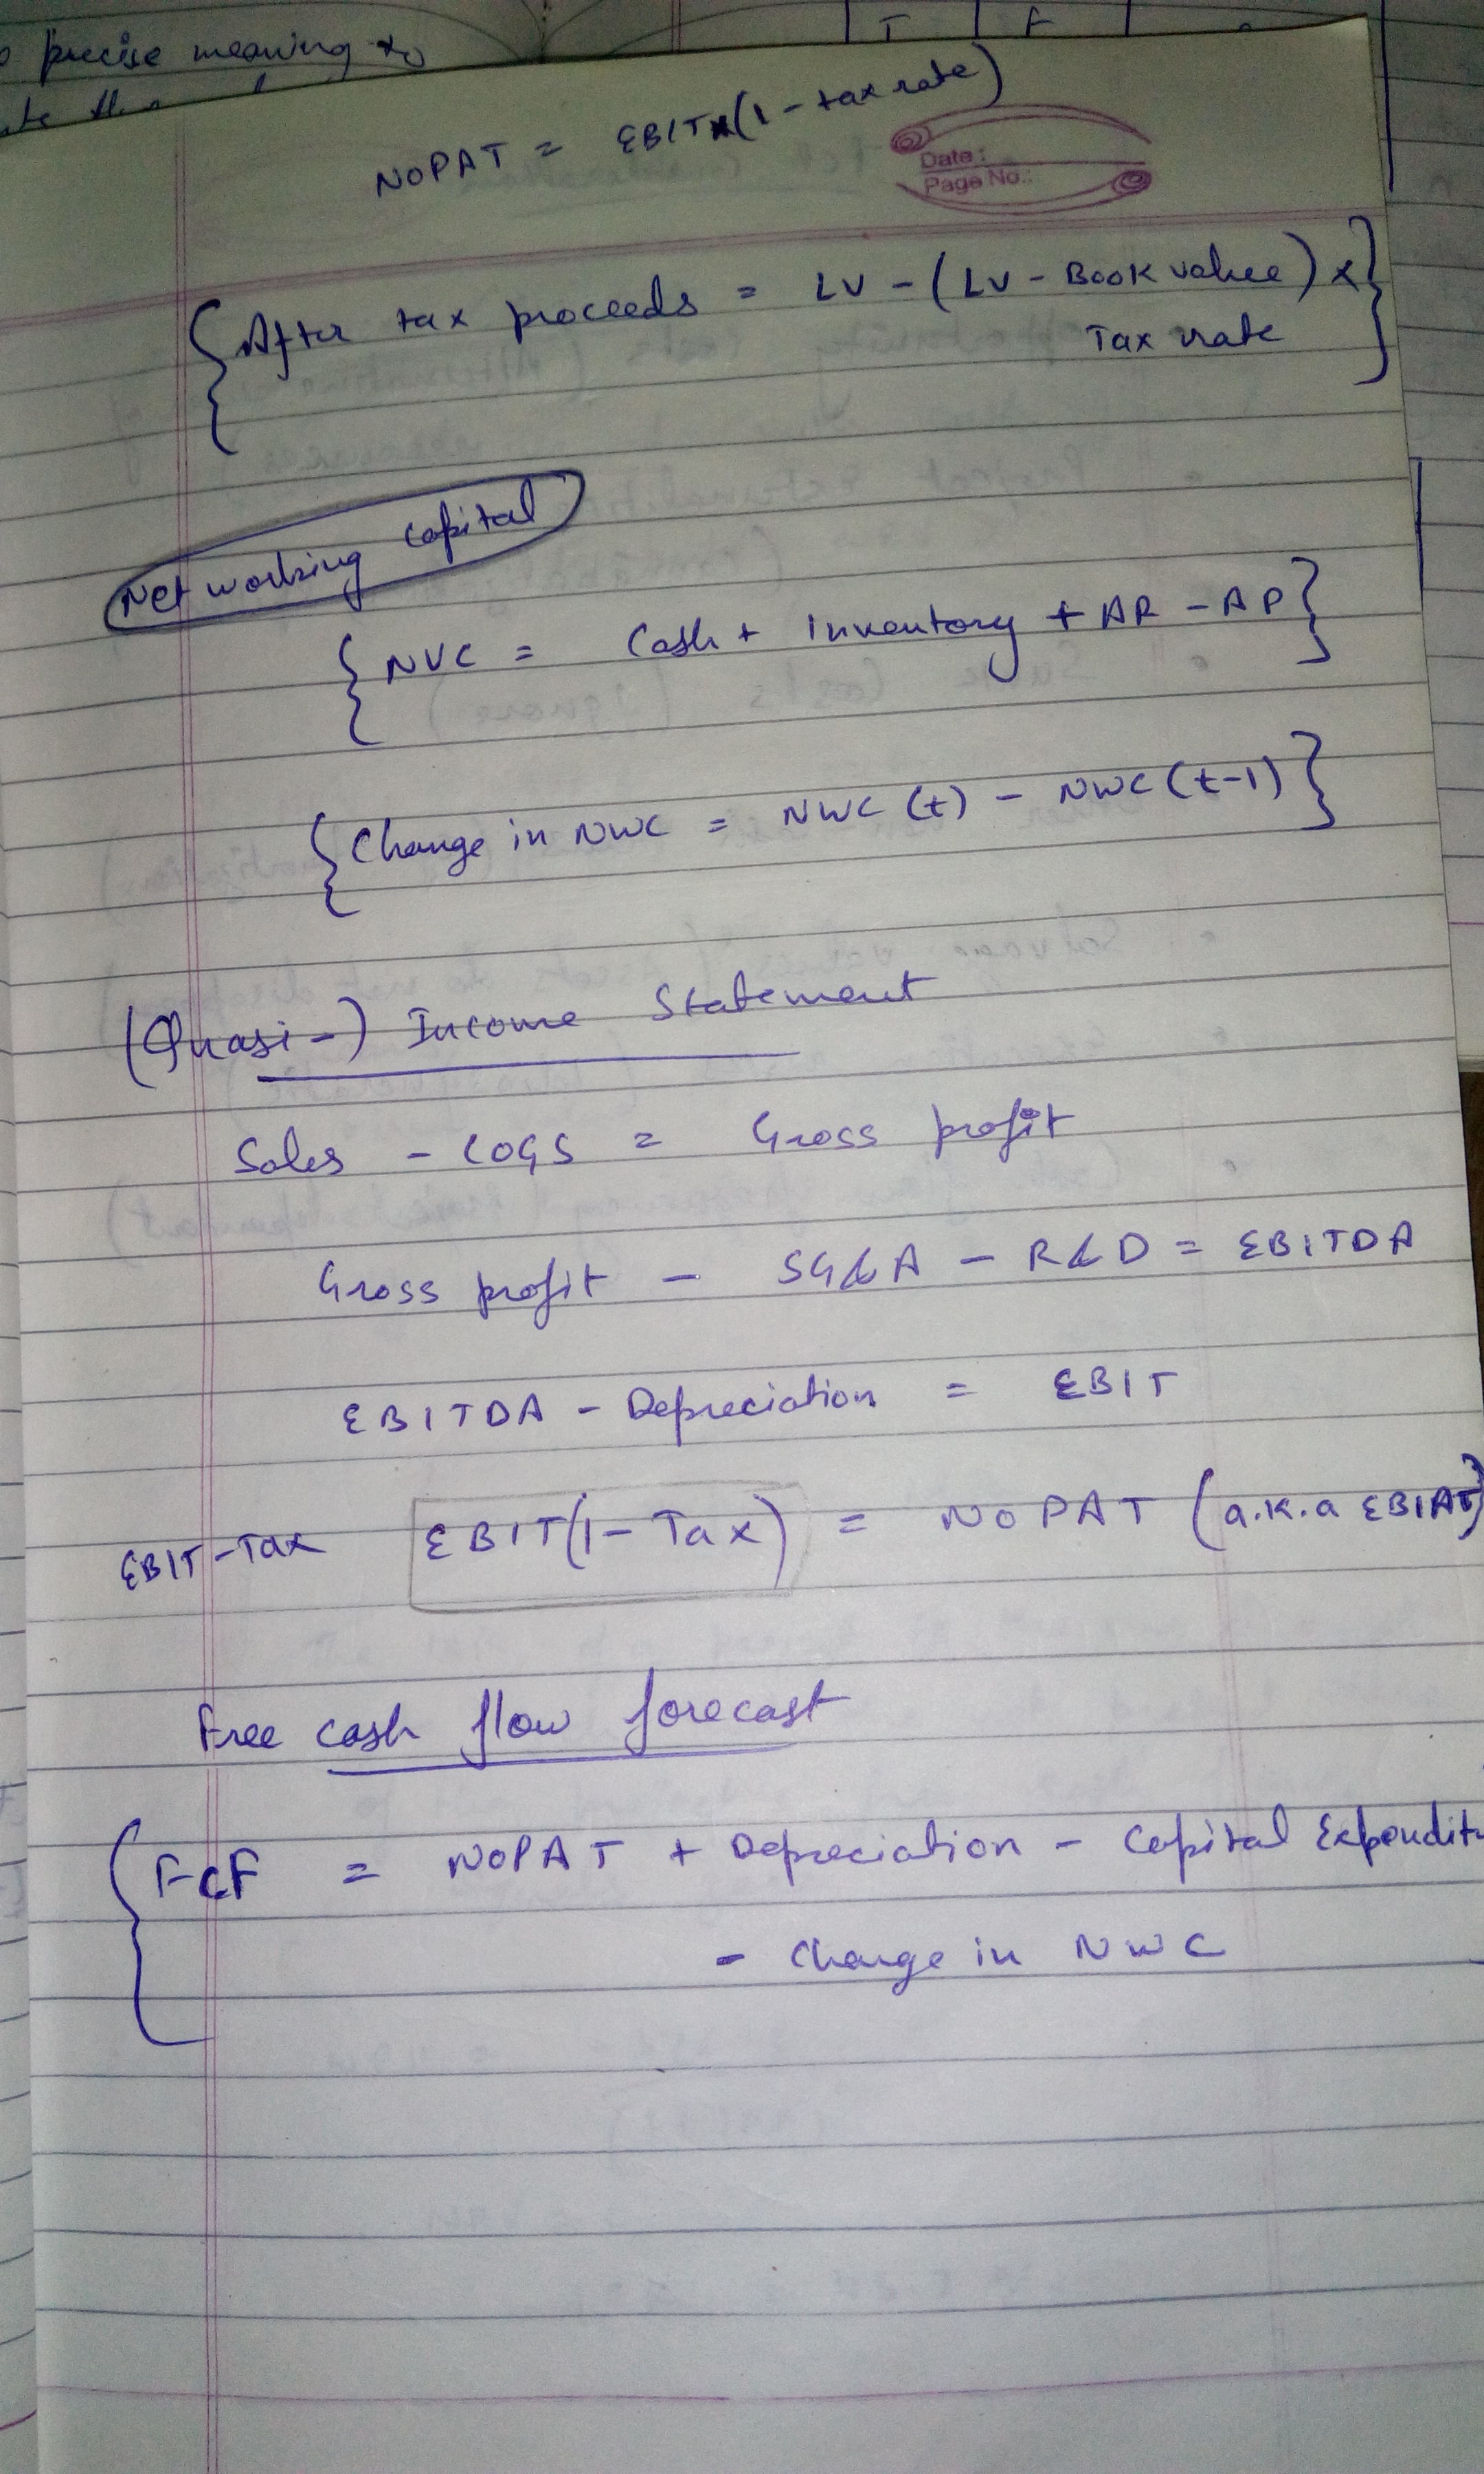 precise meaning to
T F
NOPAT = EBIT x (1 - tax rate)
Date :
Page No.:
{After tax proceeds = LV - (LV - Book value) x}
Tax rate
Net working capital
{NVC = Cash + Inventory + AR - AP}
{Change in NWC = NWC (t) - NWC (t-1)}
(Quasi-) Income Statement
Sales - COGS = Gross profit
Gross profit - SG&A - R&D = EBITDA
EBITDA - Depreciation = EBIT
EBIT-Tax EBIT(1- Tax) = NOPAT (a.k.a EBIAT)
Free cash flow forecast
{FCF = NOPAT + Depreciation - Capital Expendit
- Change in NWC